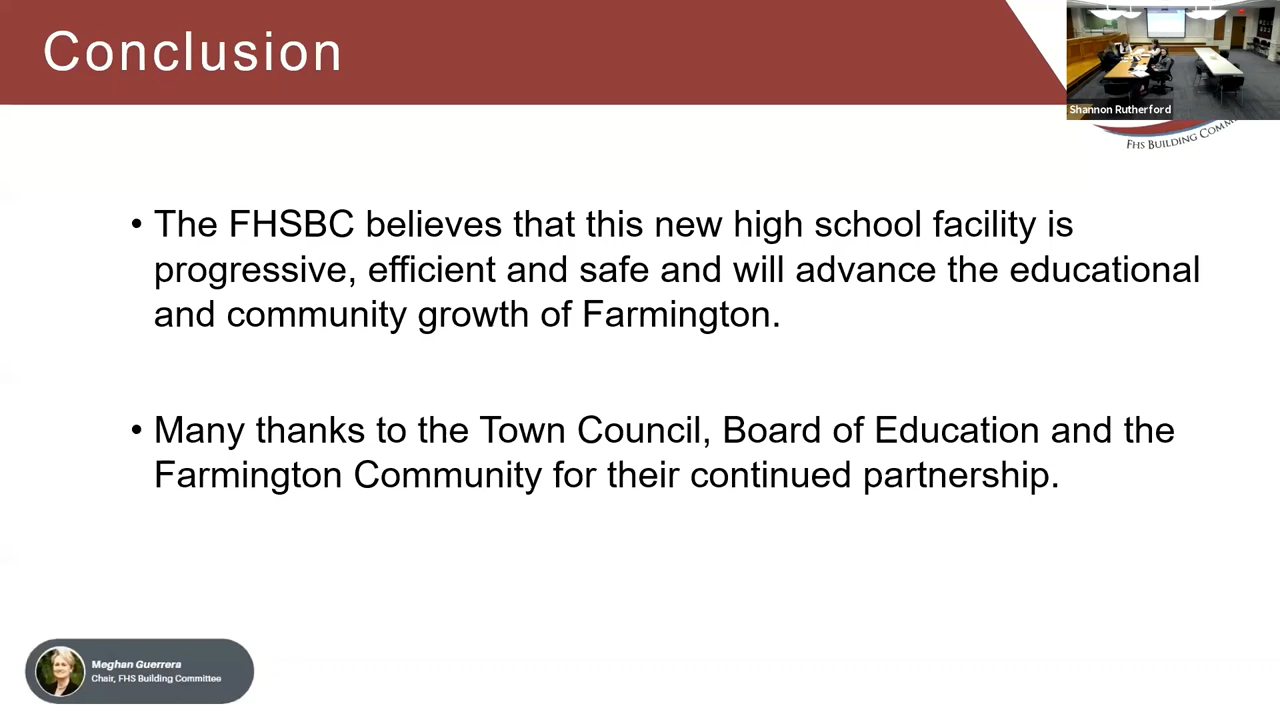 Conclusion
Shannon Rutherford
FHS BUILDING COMM
• The FHSBC believes that this new high school facility is
progressive, efficient and safe and will advance the educational
and community growth of Farmington.
• Many thanks to the Town Council, Board of Education and the
Farmington Community for their continued partnership.
Meghan Guerrera
Chair, FHS Building Committee